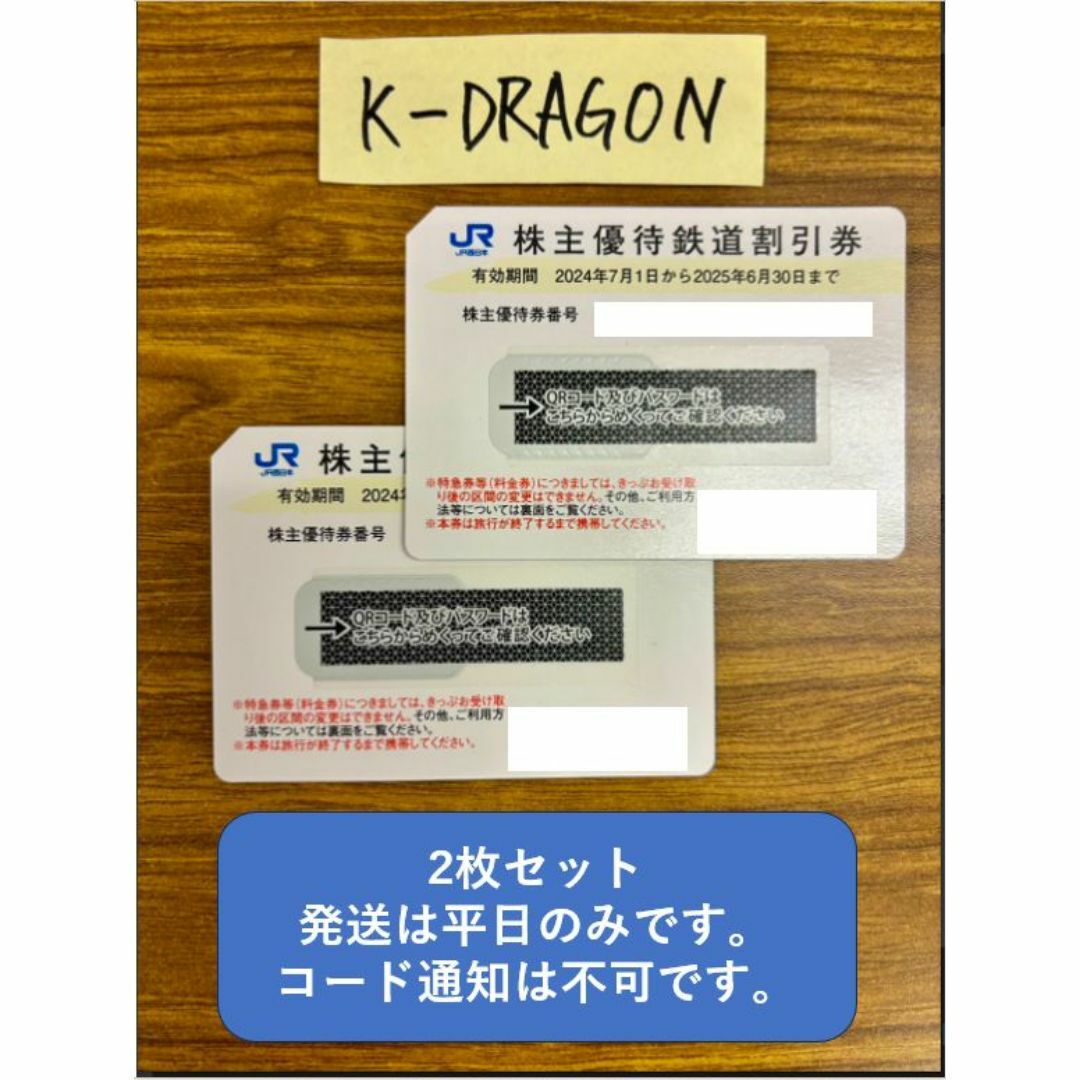 K-DRAGON
JR 株主優待鉄道割引券
JR西日本
有効期間 2024年7月1日から2025年6月30日まで
株主優待券番号
QRコード及びパスワードは
こちらからめくってご確認ください
※特急券等(料金券)につきましては、きっぷお受け取
り後の区間の変更はできません。その他、ご利用方
法等については裏面をご覧ください。
※本券は旅行が終了するまで携帯してください。
JR 株主
JR西日本
有効期間 2024
株主優待券番号
QRコード及びパスワードは
こちらからめくってご確認ください
※特急券等(料金券)につきましては、きっぷお受け取
り後の区間の変更はできません。その他、ご利用方
法等については裏面をご覧ください。
※本券は旅行が終了するまで携帯してください。
2枚セット
発送は平日のみです。
コード通知は不可です。